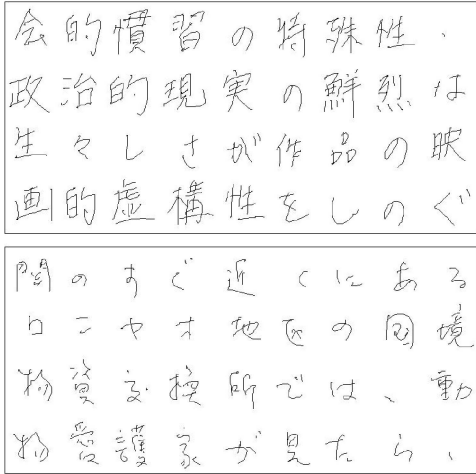 会的慣習の特殊性、
政治的現実の鮮烈は
生々しさが作品の映
画的虚構性をしのぐ
関のすぐ近くにある
ロニヤオ地区の国境
物資交換所では、動
物愛護家が見たら、